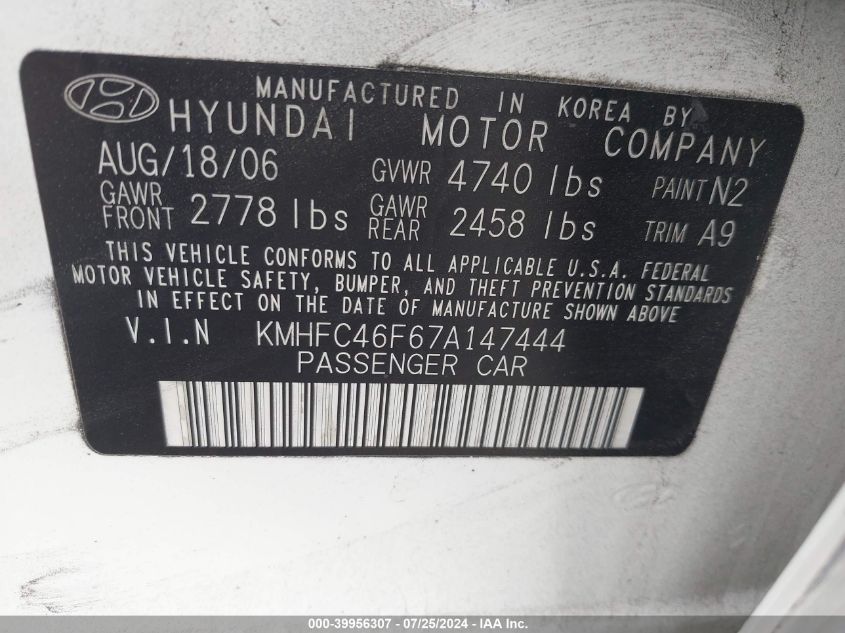 MANUFACTURED IN KOREA BY
HYUNDAI MOTOR COMPANY
AUG/18/06 GVWR 4740 lbs PAINT N2
GAWR FRONT 2778 lbs GAWR REAR 2458 lbs TRIM A9
THIS VEHICLE CONFORMS TO ALL APPLICABLE U.S.A. FEDERAL
MOTOR VEHICLE SAFETY, BUMPER, AND THEFT PREVENTION STANDARDS
IN EFFECT ON THE DATE OF MANUFACTURE SHOWN ABOVE
V.I.N KMHFC46F67A147444
PASSENGER CAR
000-39956307 - 07/25/2024 - IAA Inc.